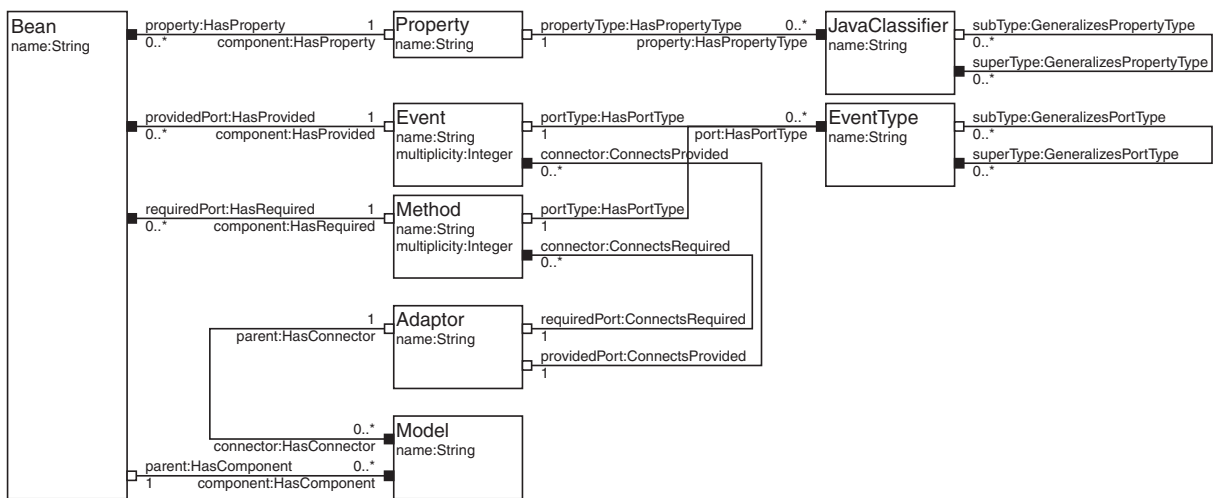 Bean
name:String
property:HasProperty 1
0..* component:HasProperty
Property
name:String
propertyType:HasPropertyType 0..*
1 property:HasPropertyType
JavaClassifier
name:String
subType:GeneralizesPropertyType
0..*
superType:GeneralizesPropertyType
0..*
providedPort:HasProvided 1
0..* component:HasProvided
Event
name:String
multiplicity:Integer
portType:HasPortType 0..*
1 port:HasPortType
connector:ConnectsProvided
0..*
EventType
name:String
subType:GeneralizesPortType
0..*
superType:GeneralizesPortType
0..*
requiredPort:HasRequired 1
0..* component:HasRequired
Method
name:String
multiplicity:Integer
portType:HasPortType
1
connector:ConnectsRequired
0..*
1
parent:HasConnector
Adaptor
name:String
requiredPort:ConnectsRequired
1
providedPort:ConnectsProvided
1
0..*
connector:HasConnector
Model
name:String
parent:HasComponent 0..*
1 component:HasComponent